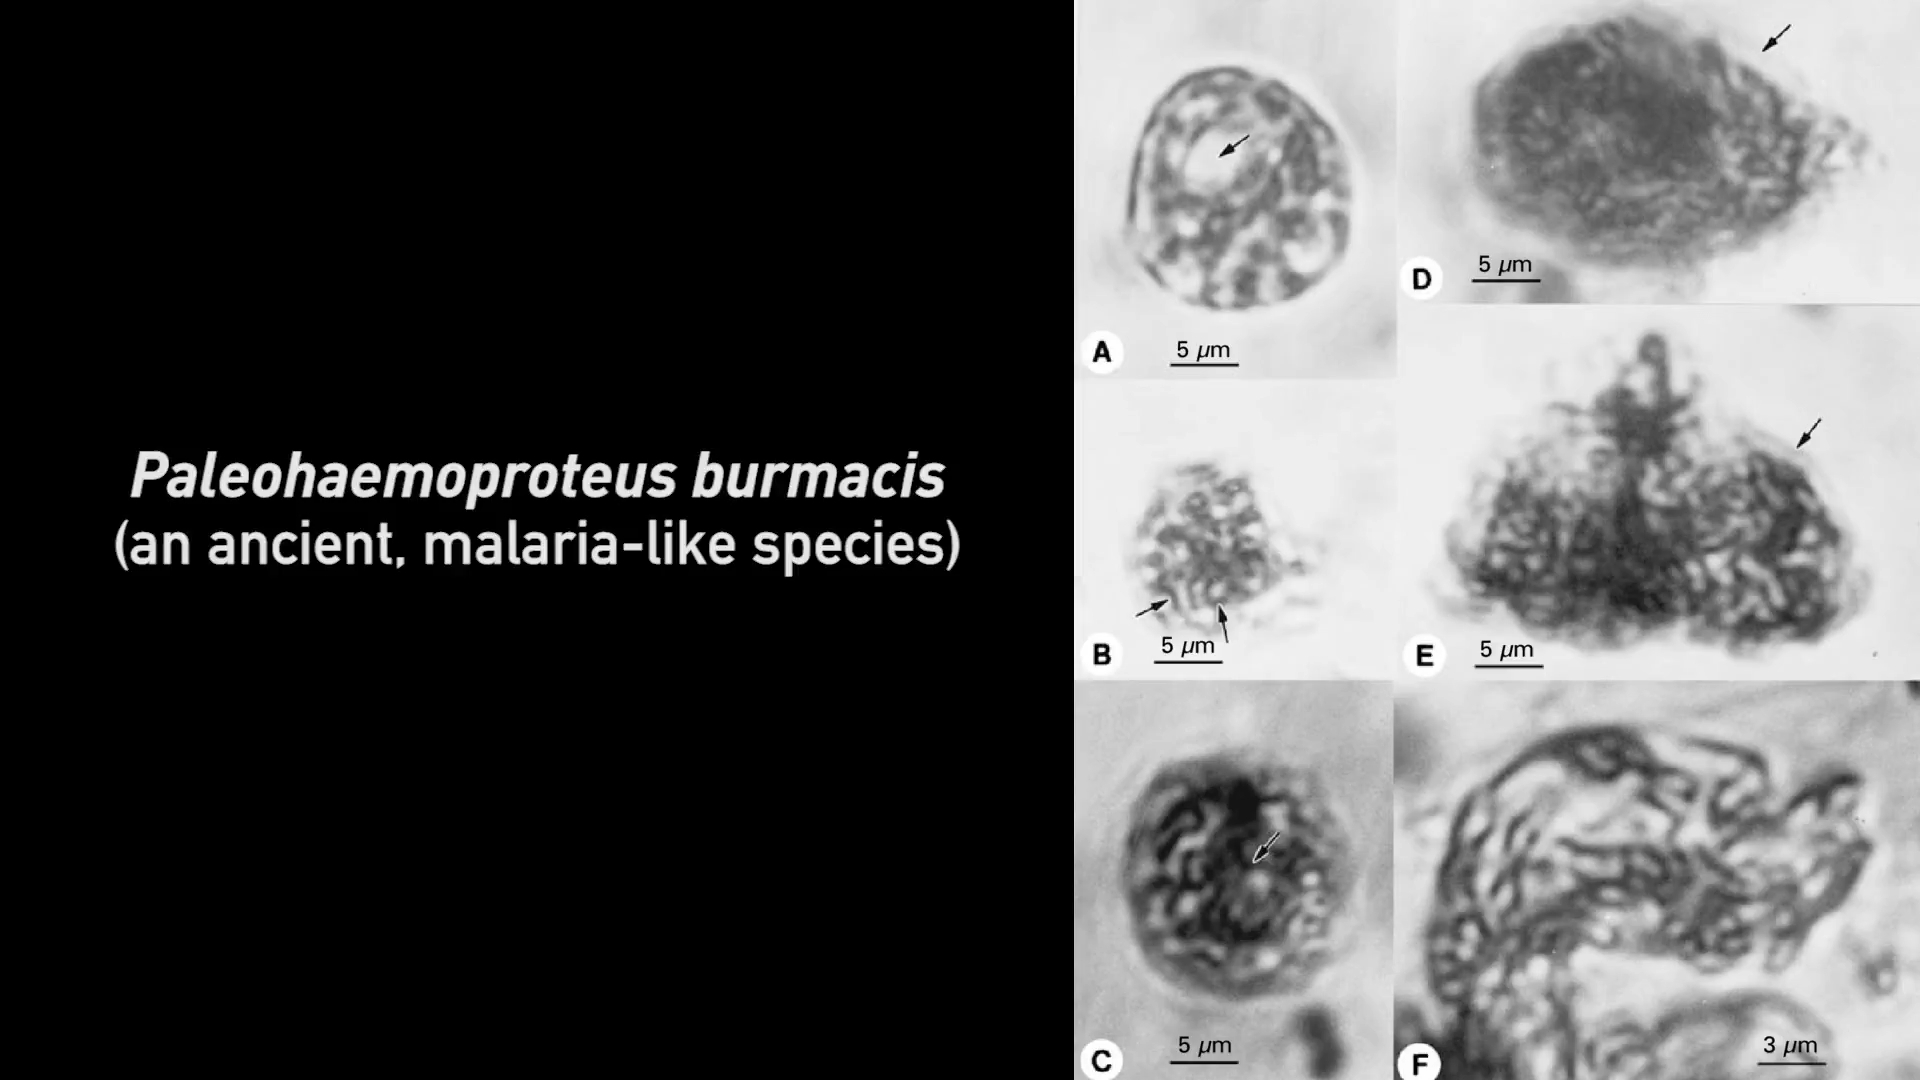 Paleohaemoproteus burmacis
(an ancient, malaria-like species)
A
5 µm
B
5 µm
C
5 µm
D
5 µm
E
5 µm
F
3 µm